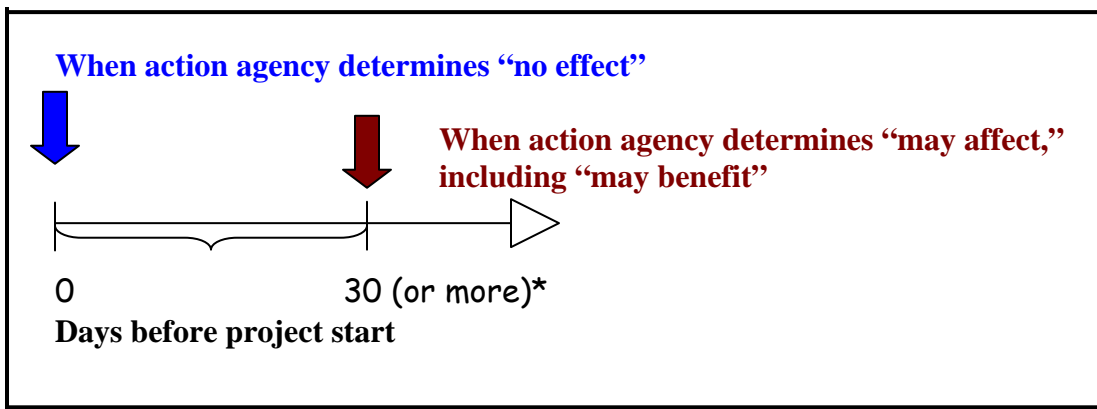 When action agency determines “no effect”
When action agency determines “may affect,”
including “may benefit”
0
30 (or more)*
Days before project start